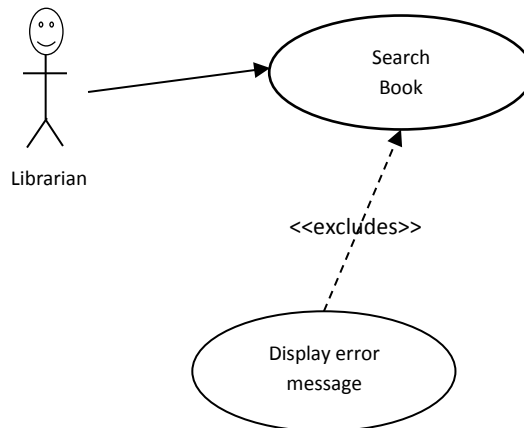 Search
Book
Librarian
<<excludes>>
Display error
message